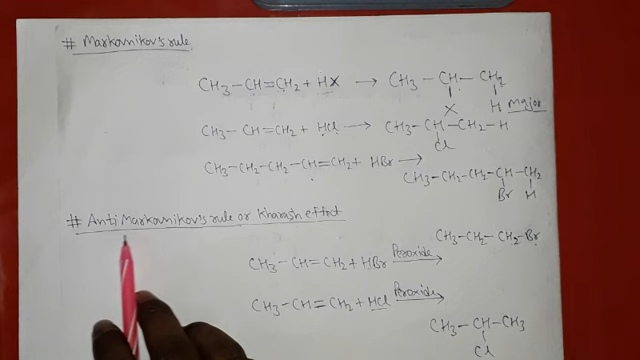 # Markovnikov's rule
CH3-CH=CH2 + HX → CH3-CH-CH2
X H Major
CH3-CH=CH2 + HCl → CH3-CH-CH2-H
Cl
CH3-CH2-CH2-CH=CH2 + HBr → CH3-CH2-CH2-CH-CH2
Br H
# Anti Markovnikov's rule or Kharash effect
CH3-CH=CH2 + HBr Peroxide → CH3-CH2-CH2-Br
CH3-CH=CH2 + HCl Peroxide →
CH3-CH-CH3
Cl